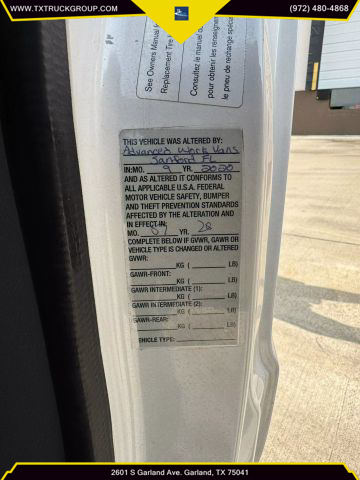 WWW.TXTRUCKGROUP.COM
(972) 480-4868
See Owners Manual
Replacement Tire
Consultez le manuel du
pour obtenir les renseignem
le pneu de rechange spécifi
THIS VEHICLE WAS ALTERED BY:
Advanced Work Vans
Sanford FL
IN:MO. 9 YR. 2020
AND AS ALTERED IT CONFORMS TO
ALL APPLICABLE U.S.A. FEDERAL
MOTOR VEHICLE SAFETY, BUMPER
AND THEFT PREVENTION STANDARDS
AFFECTED BY THE ALTERATION AND
IN EFFECT IN:
MO. 07 YR. 20
COMPLETE BELOW IF GVWR, GAWR OR
VEHICLE TYPE IS CHANGED OR ALTERED
GVWR:
KG ( LB)
GAWR-FRONT:
KG ( LB)
GAWR INTERMEDIATE (1):
KG ( LB)
GAWR INTERMEDIATE (2):
KG ( LB)
GAWR-REAR:
KG ( LB)
VEHICLE TYPE:
2601 S Garland Ave. Garland, TX 75041